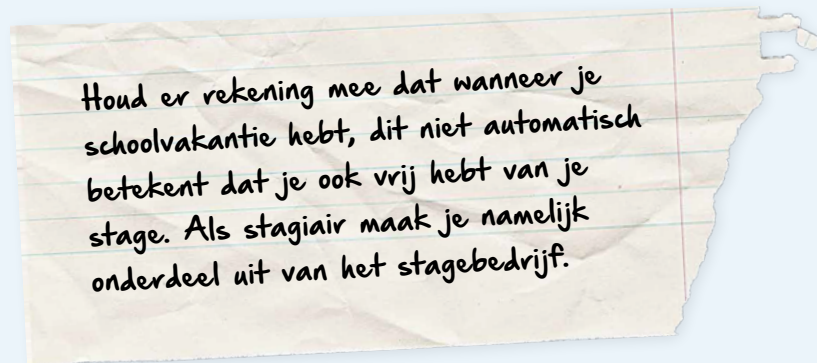 Houd er rekening mee dat wanneer je
schoolvakantie hebt, dit niet automatisch
betekent dat je ook vrij hebt van je
stage. Als stagiair maak je namelijk
onderdeel uit van het stagebedrijf.